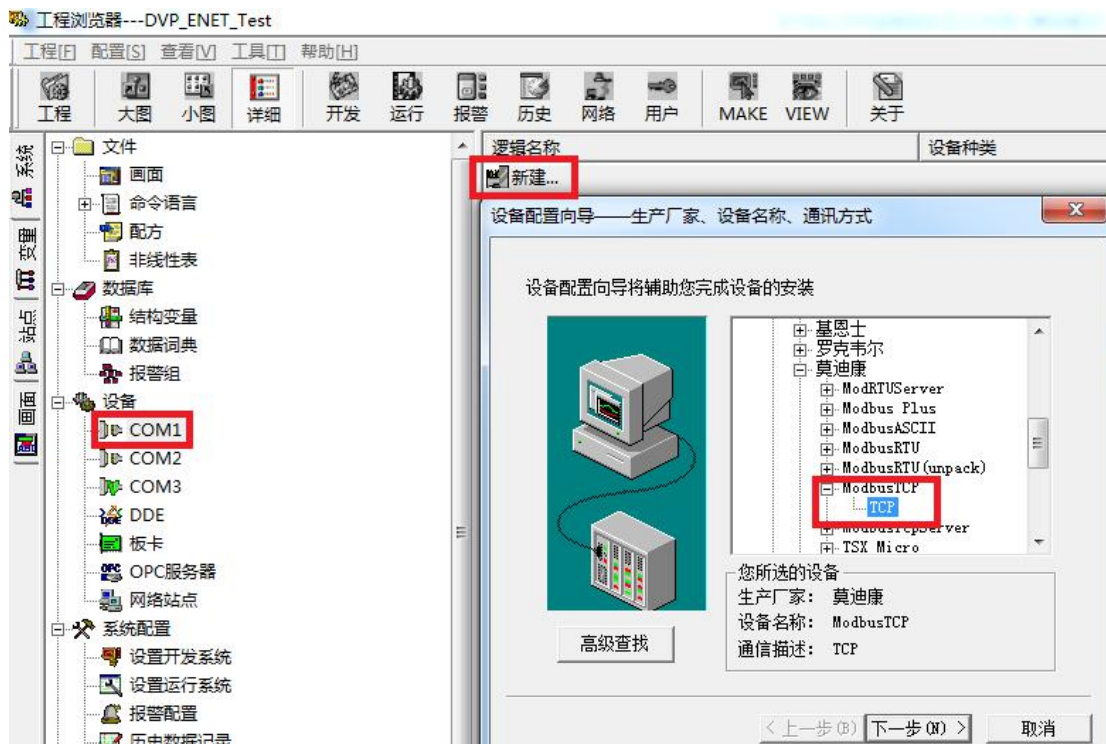 工程浏览器---DVP_ENET_Test
工程[F] 配置[S] 查看[V] 工具[T] 帮助[H]
工程 大图 小图 详细 开发 运行 报警 历史 网络 用户 MAKE VIEW 关于
系统
变量
站点
画面
文件
画面
命令语言
配方
非线性表
数据库
结构变量
数据词典
报警组
设备
COM1
COM2
COM3
DDE
板卡
OPC服务器
网络站点
系统配置
设置开发系统
设置运行系统
报警配置
历史数据记录
逻辑名称 设备种类
新建...
设备配置向导——生产厂家、设备名称、通讯方式
设备配置向导将辅助您完成设备的安装
基恩士
罗克韦尔
莫迪康
ModRTUServer
Modbus Plus
ModbusASCII
ModbusRTU
ModbusRTU(unpack)
ModbusTCP
TCP
ModbusTcpServer
TSX Micro
您所选的设备
生产厂家: 莫迪康
设备名称: ModbusTCP
通信描述: TCP
高级查找
<上一步(B) 下一步(N) > 取消